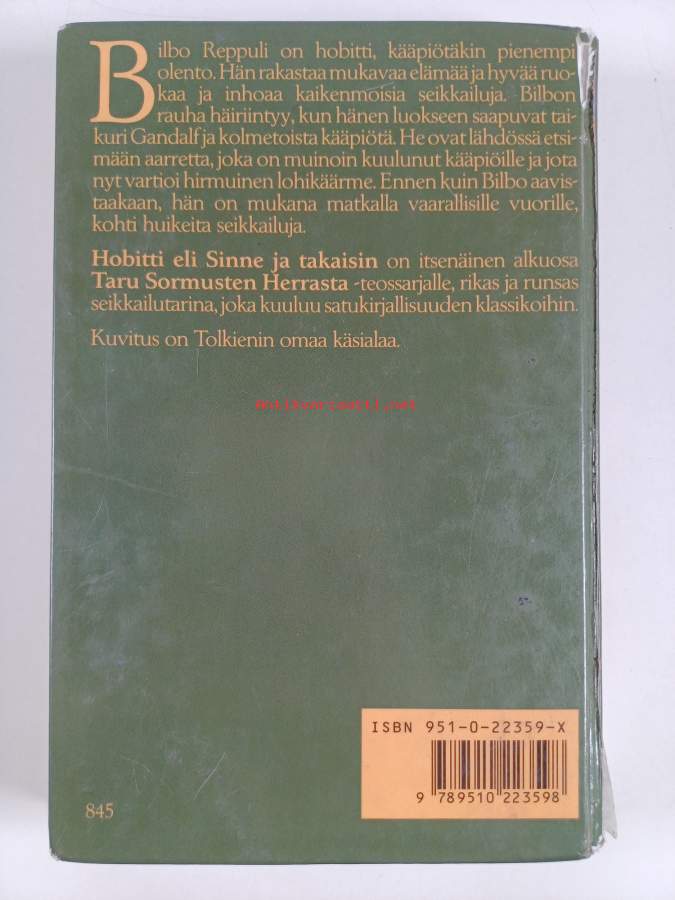 Bilbo Reppuli on hobitti, kääpiötäkin pienempi
olento. Hän rakastaa mukavaa elämää ja hyvää ruo-
kaa ja inhoaa kaikenmoisia seikkailuja. Bilbon
rauha häiriintyy, kun hänen luokseen saapuvat tai-
kuri Gandalf ja kolmetoista kääpiötä. He ovat lähdössä etsi-
mään aarretta, joka on muinoin kuulunut kääpiöille ja jota
nyt vartioi hirmuinen lohikäärme. Ennen kuin Bilbo aavis-
taakaan, hän on mukana matkalla vaarallisille vuorille,
kohti huikeita seikkailuja.
Hobitti eli Sinne ja takaisin on itsenäinen alkuosa
Taru Sormusten Herrasta -teossarjalle, rikas ja runsas
seikkailutarina, joka kuuluu satukirjallisuuden klassikoihin.
Kuvitus on Tolkienin omaa käsialaa.
antikvariaatti.net
ISBN 951-0-22359-X
9 789510 223598
845